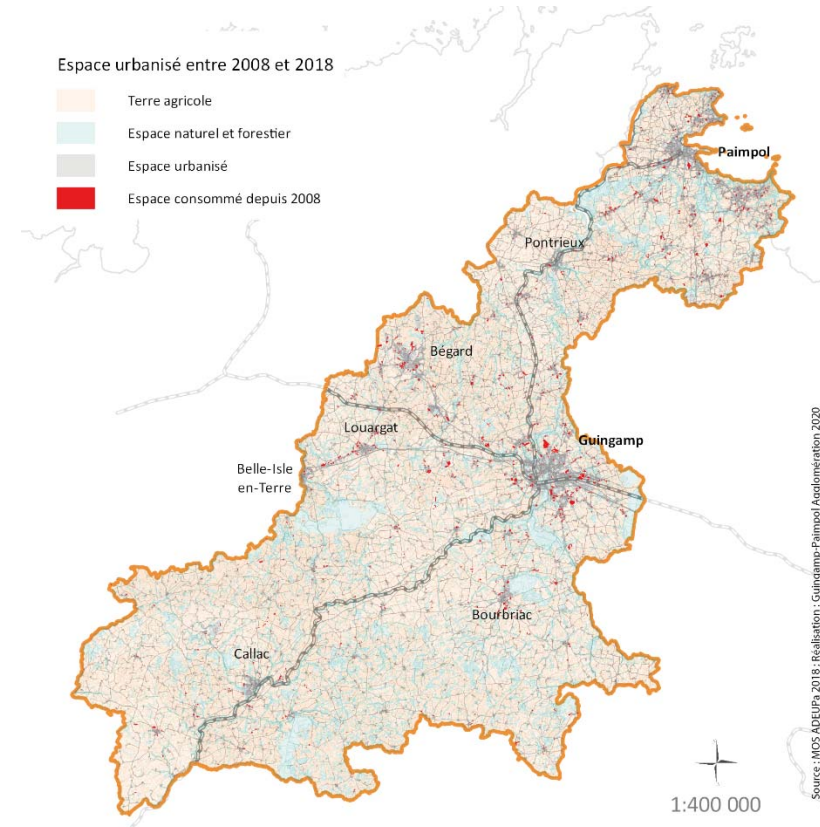 Espace urbanisé entre 2008 et 2018
Terre agricole
Espace naturel et forestier
Espace urbanisé
Espace consommé depuis 2008
Paimpol
Pontrieux
Bégard
Louargat
Guingamp
Belle-Isle
en-Terre
Bourbriac
Callac
1:400 000
Source : MOS ADEUPa 2018 : Réalisation : Guingamp-Paimpol Agglomération 2020